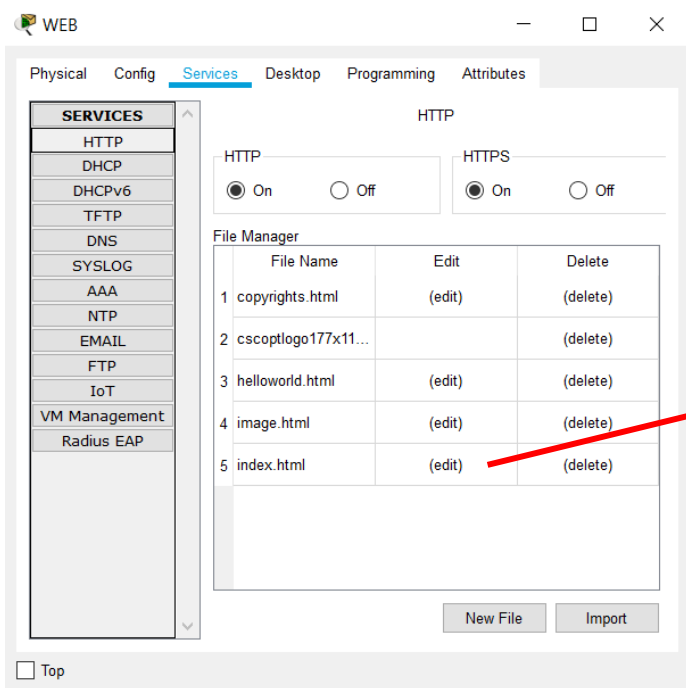 WEB
Physical Config Services Desktop Programming Attributes
SERVICES
HTTP
DHCP
DHCPv6
TFTP
DNS
SYSLOG
AAA
NTP
EMAIL
FTP
IoT
VM Management
Radius EAP
HTTP
HTTP
On Off
HTTPS
On Off
File Manager
File Name Edit Delete
1 copyrights.html (edit) (delete)
2 cscoptlogo177x11... (delete)
3 helloworld.html (edit) (delete)
4 image.html (edit) (delete)
5 index.html (edit) (delete)
New File Import
Top